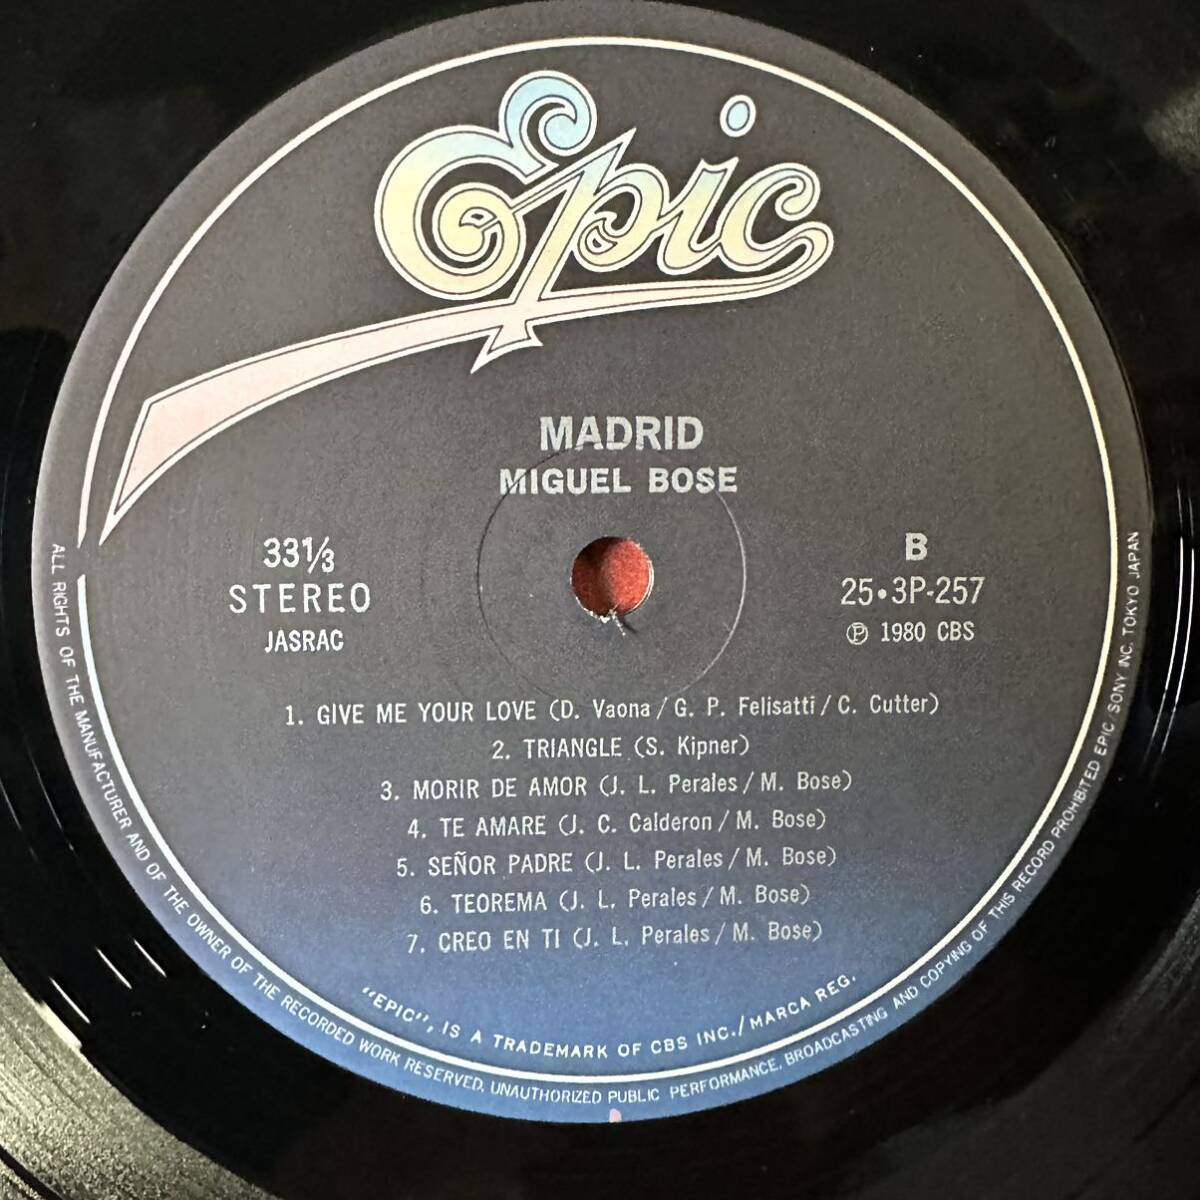 Epic
MADRID
MIGUEL BOSE
33⅓
STEREO
JASRAC
B
25•3P-257
Ⓟ 1980 CBS
1. GIVE ME YOUR LOVE (D. Vaona / G. P. Felisatti / C. Cutter)
2. TRIANGLE (S. Kipner)
3. MORIR DE AMOR (J. L. Perales / M. Bose)
4. TE AMARE (J. C. Calderon / M. Bose)
5. SEÑOR PADRE (J. L. Perales / M. Bose)
6. TEOREMA (J. L. Perales / M. Bose)
7. CREO EN TI (J. L. Perales / M. Bose)
"EPIC", IS A TRADEMARK OF CBS INC./MARCA REG.
ALL RIGHTS OF THE MANUFACTURER AND OF THE OWNER OF THE RECORDED WORK RESERVED. UNAUTHORIZED PUBLIC PERFORMANCE, BROADCASTING AND COPYING OF THIS RECORD PROHIBITED EPIC/SONY INC. TOKYO JAPAN